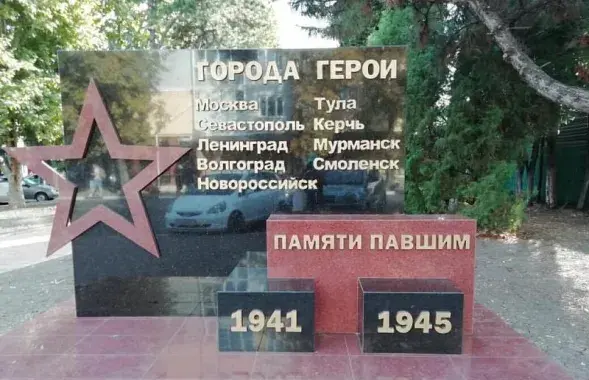 ГОРОДА ГЕРОИ
Москва Тула
Севастополь Керчь
Ленинград Мурманск
Волгоград Смоленск
Новороссийск
ПАМЯТИ ПАВШИМ
1941 1945